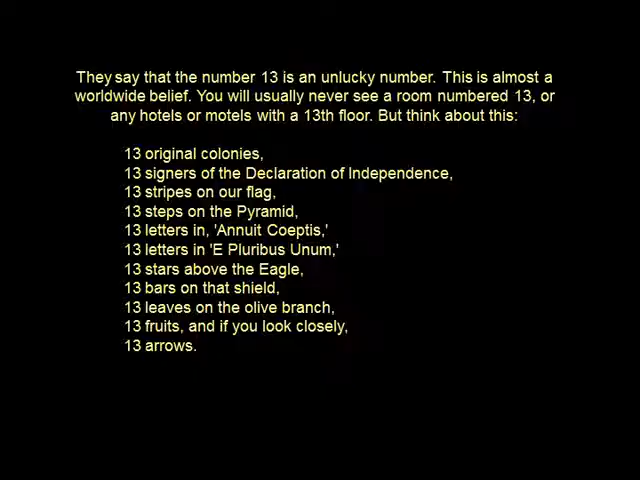 They say that the number 13 is an unlucky number. This is almost a
worldwide belief. You will usually never see a room numbered 13, or
any hotels or motels with a 13th floor. But think about this:
13 original colonies,
13 signers of the Declaration of Independence,
13 stripes on our flag,
13 steps on the Pyramid,
13 letters in, 'Annuit Coeptis,'
13 letters in 'E Pluribus Unum,'
13 stars above the Eagle,
13 bars on that shield,
13 leaves on the olive branch,
13 fruits, and if you look closely,
13 arrows.